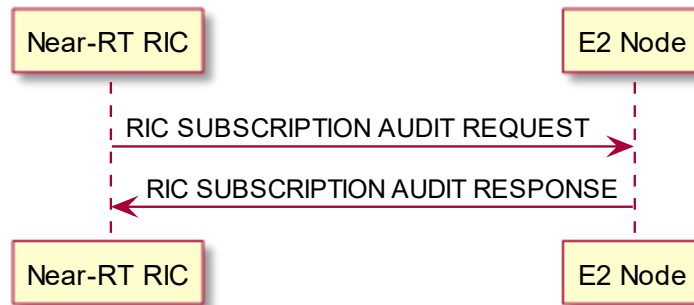 Near-RT RIC
E2 Node
RIC SUBSCRIPTION AUDIT REQUEST
RIC SUBSCRIPTION AUDIT RESPONSE
Near-RT RIC
E2 Node